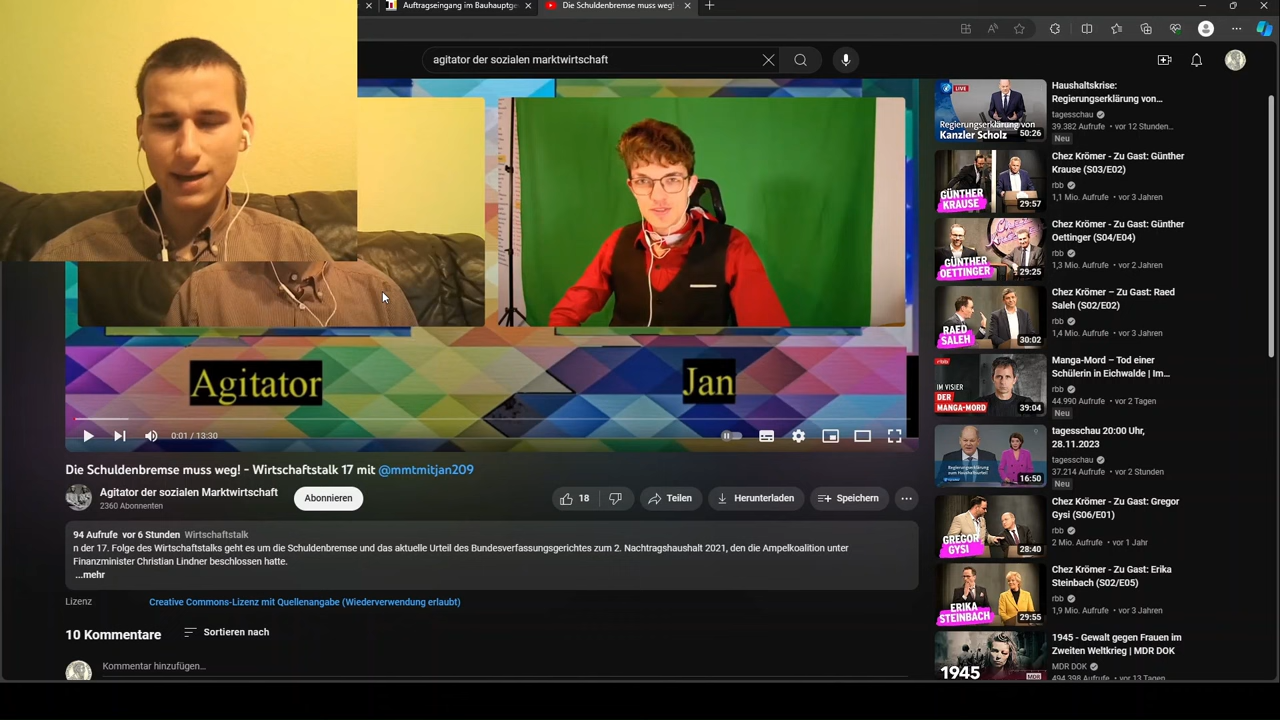 Auftragseingang im Bauhauptge
Die Schuldenbremse muss weg!
agitator der sozialen marktwirtschaft
Agitator
Jan
0:01 / 13:30
Die Schuldenbremse muss weg! - Wirtschaftstalk 17 mit @mmtmitjan209
Agitator der sozialen Marktwirtschaft
2360 Abonnenten
Abonnieren
18
Teilen
Herunterladen
Speichern
94 Aufrufe vor 6 Stunden Wirtschaftstalk
n der 17. Folge des Wirtschaftstalks geht es um die Schuldenbremse und das aktuelle Urteil des Bundesverfassungsgerichtes zum 2. Nachtragshaushalt 2021, den die Ampelkoalition unter
Finanzminister Christian Lindner beschlossen hatte.
...mehr
Lizenz
Creative Commons-Lizenz mit Quellenangabe (Wiederverwendung erlaubt)
10 Kommentare
Sortieren nach
Kommentar hinzufügen...
LIVE
Regierungserklärung von
Kanzler Scholz
50:26
Haushaltskrise:
Regierungserklärung von...
tagesschau
39.382 Aufrufe • vor 12 Stunden...
Neu
GÜNTHER
KRAUSE
29:57
Chez Krömer - Zu Gast: Günther
Krause (S03/E02)
rbb
1,1 Mio. Aufrufe • vor 3 Jahren
GÜNTHER
OETTINGER
29:25
Chez Krömer - Zu Gast: Günther
Oettinger (S04/E04)
rbb
1,3 Mio. Aufrufe • vor 2 Jahren
RAED
SALEH
30:02
Chez Krömer – Zu Gast: Raed
Saleh (S02/E02)
rbb
1,4 Mio. Aufrufe • vor 3 Jahren
IM VISIER
DER
MANGA-MORD
39:04
Manga-Mord – Tod einer
Schülerin in Eichwalde | Im...
rbb
44.990 Aufrufe • vor 2 Tagen
Neu
16:50
tagesschau 20:00 Uhr,
28.11.2023
tagesschau
37.214 Aufrufe • vor 2 Stunden
Neu
GREGOR
GYSI
28:40
Chez Krömer - Zu Gast: Gregor
Gysi (S06/E01)
rbb
2 Mio. Aufrufe • vor 1 Jahr
ERIKA
STEINBACH
29:55
Chez Krömer - Zu Gast: Erika
Steinbach (S02/E05)
rbb
1,9 Mio. Aufrufe • vor 3 Jahren
1945
1945 - Gewalt gegen Frauen im
Zweiten Weltkrieg | MDR DOK
MDR DOK
494.398 Aufrufe • vor 13 Tagen